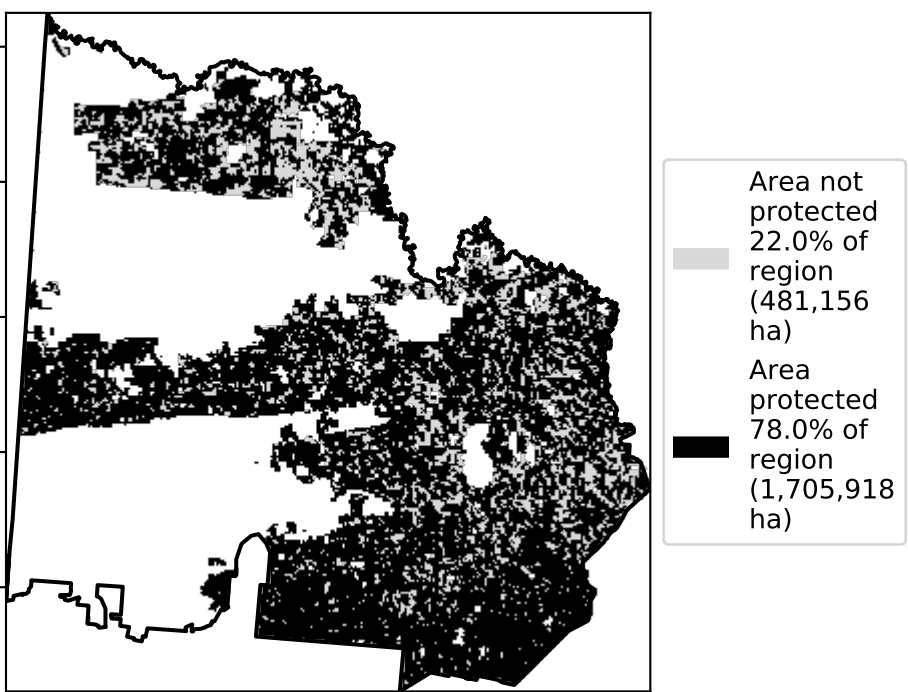 Area not
protected
22.0% of
region
(481,156
ha)
Area
protected
78.0% of
region
(1,705,918
ha)